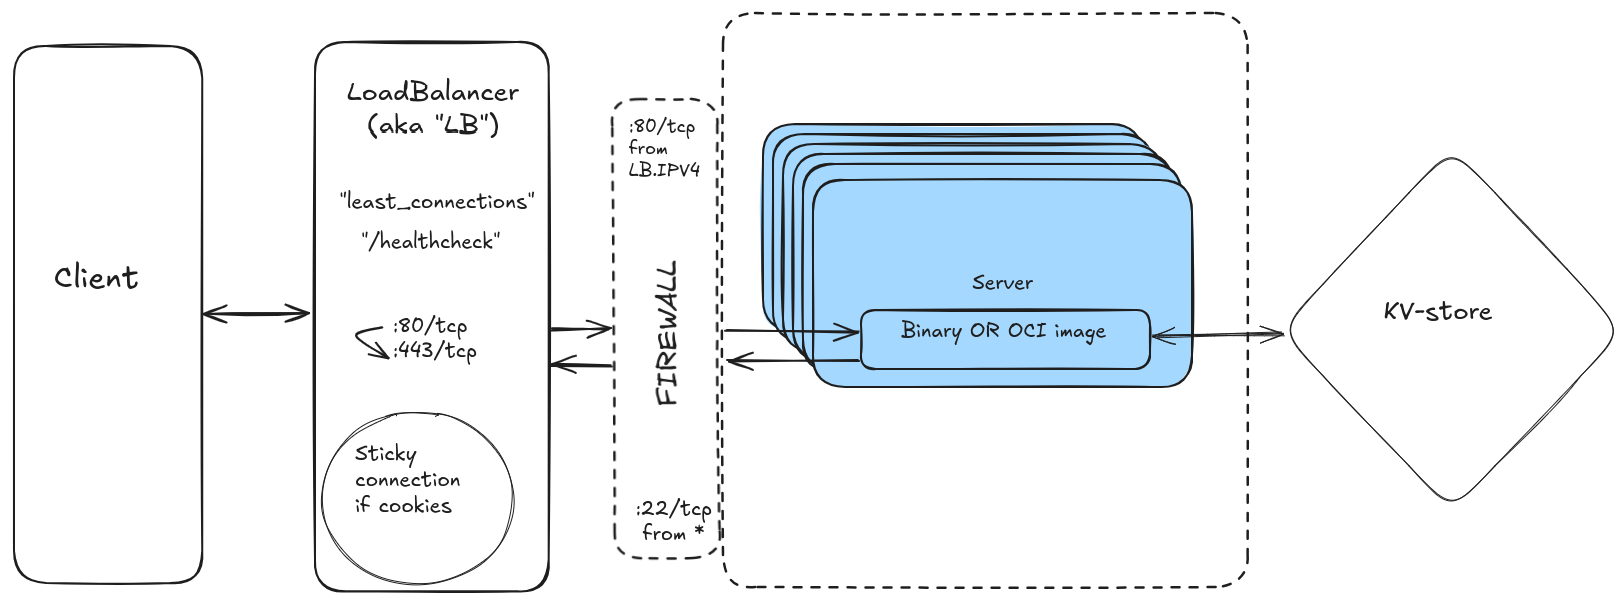 Client
LoadBalancer
(aka "LB")
"least_connections"
"/healthcheck"
:80/tcp
:443/tcp
Sticky
connection
if cookies
:80/tcp
from
LB.IPV4
FIREWALL
:22/tcp
from *
Server
Binary OR OCI image
KV-store